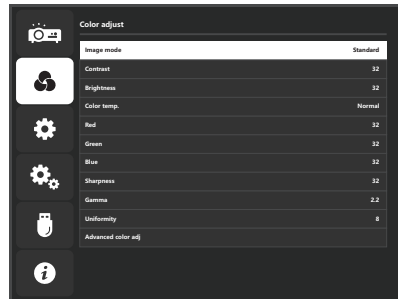 Color adjust
Image mode Standard
Contrast 32
Brightness 32
Color temp. Normal
Red 32
Green 32
Blue 32
Sharpness 32
Gamma 2.2
Uniformity 8
Advanced color adj